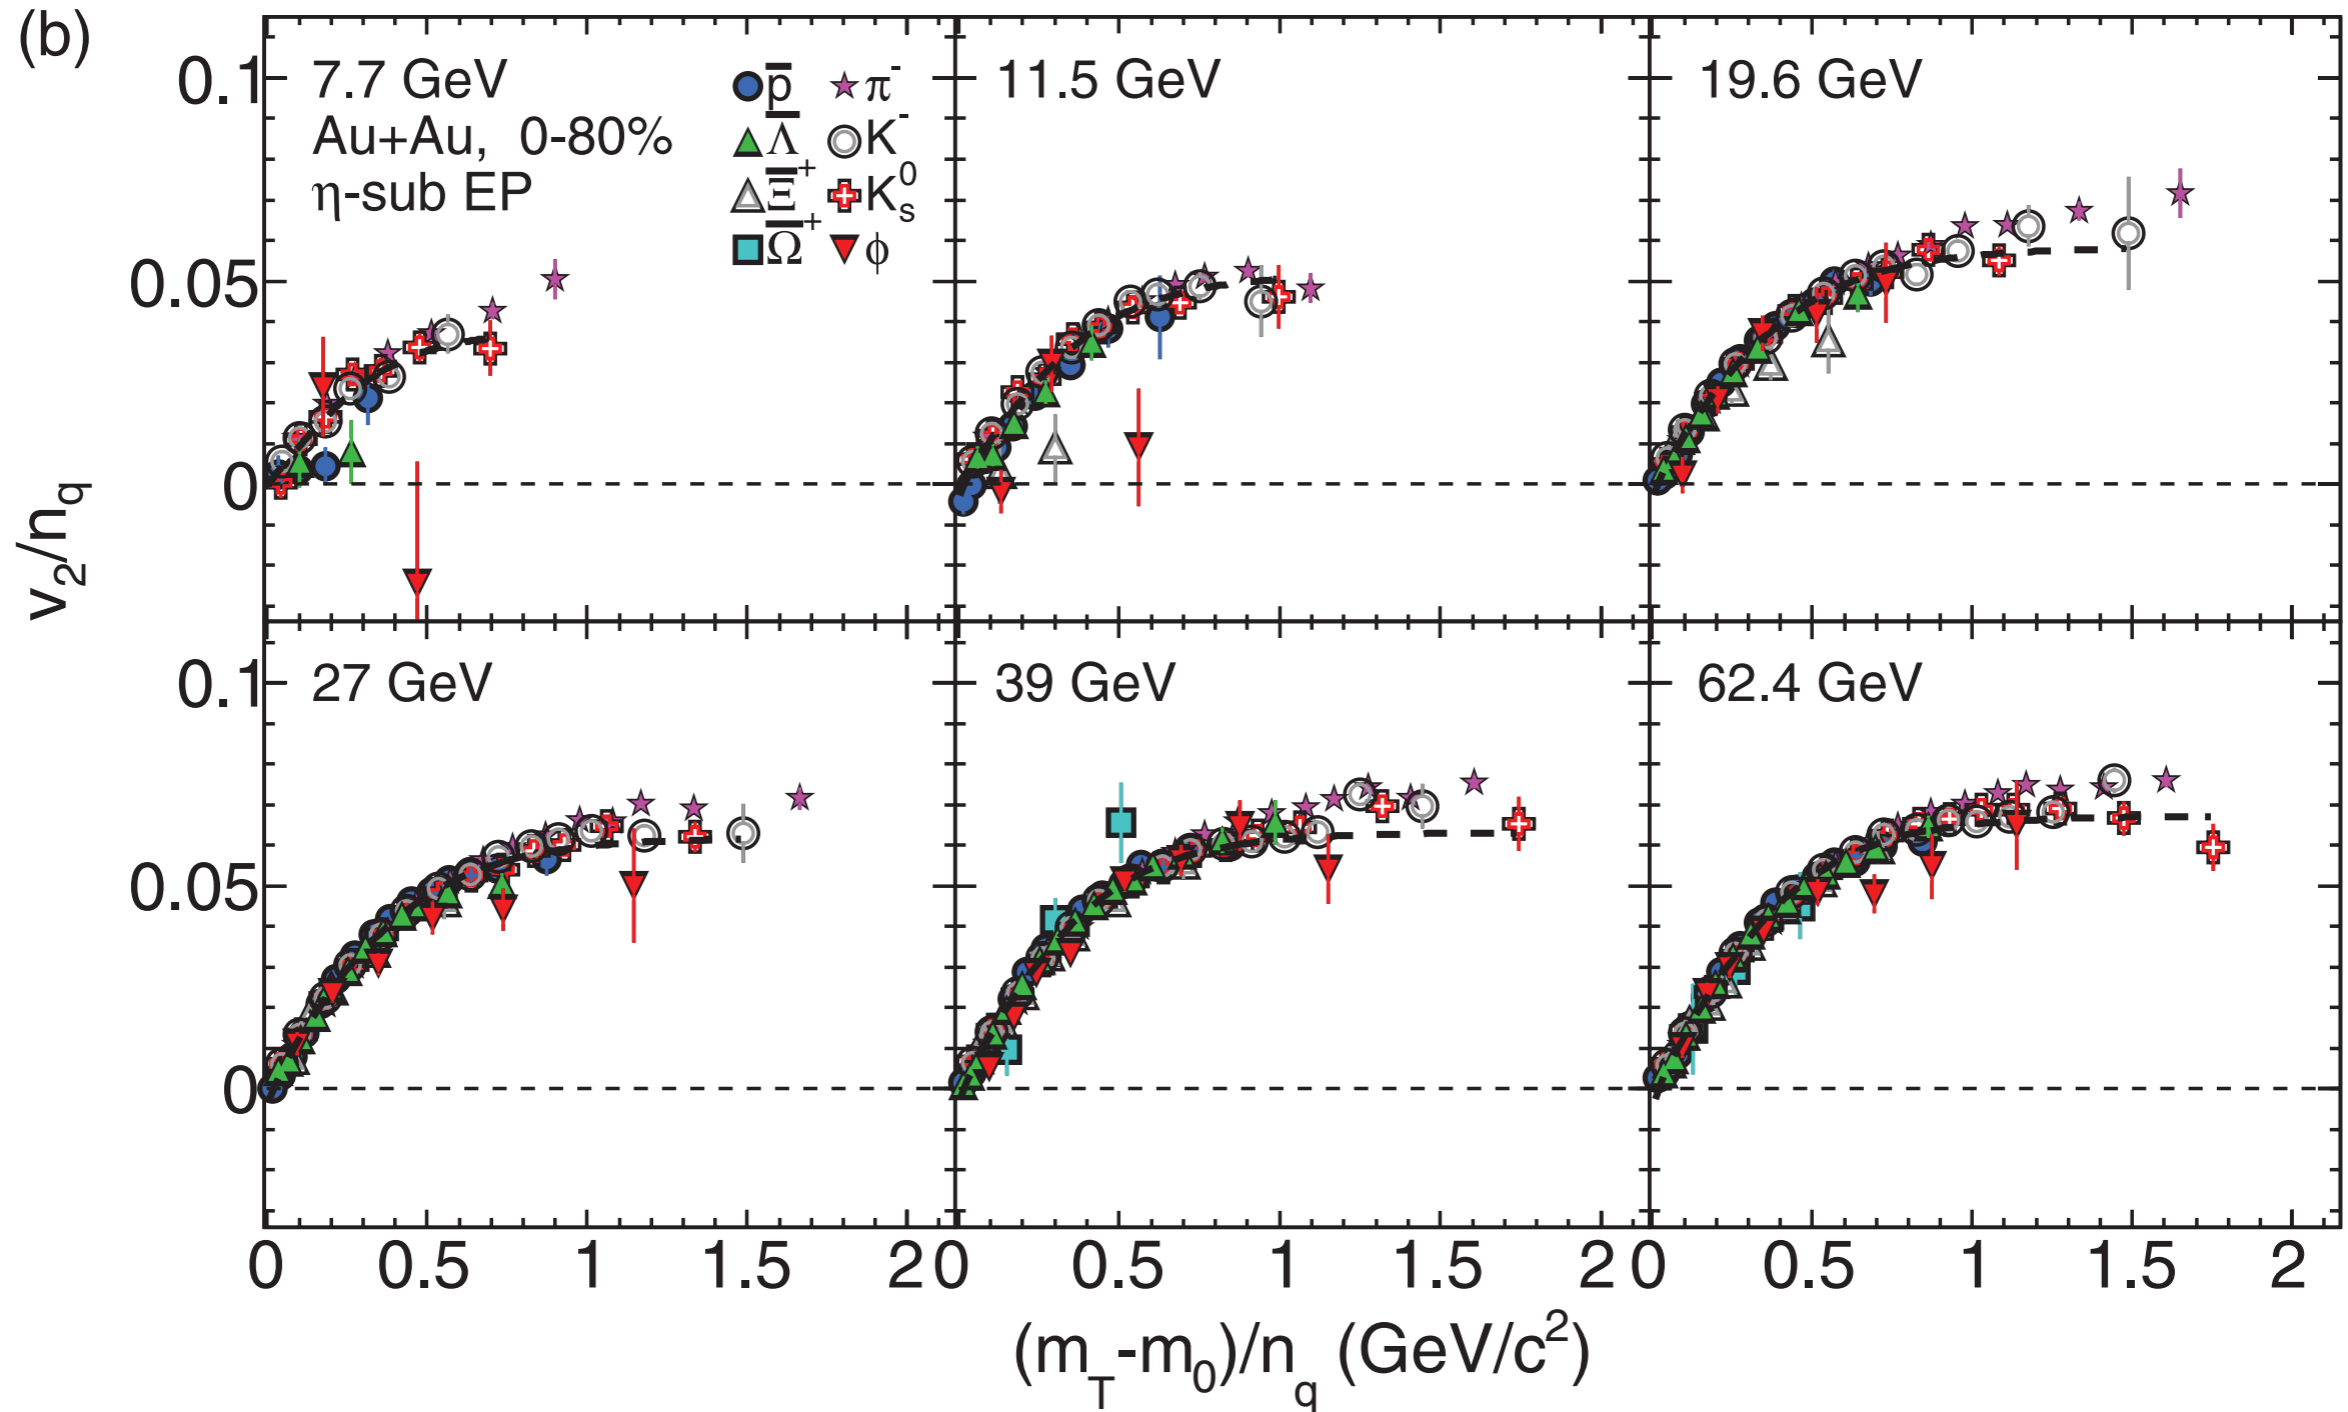 (b)
7.7 GeV
Au+Au, 0-80%
η-sub EP
p̅ π⁻
Λ̅ K⁻
Ξ̅⁺ K⁰s
Ω̅⁺ ϕ
11.5 GeV
19.6 GeV
0.1
0.05
0
27 GeV
39 GeV
62.4 GeV
0.1
0.05
0
v₂/n_q
0 0.5 1 1.5 2 0 0.5 1 1.5 2 0 0.5 1 1.5 2
(m_T-m₀)/n_q (GeV/c²)